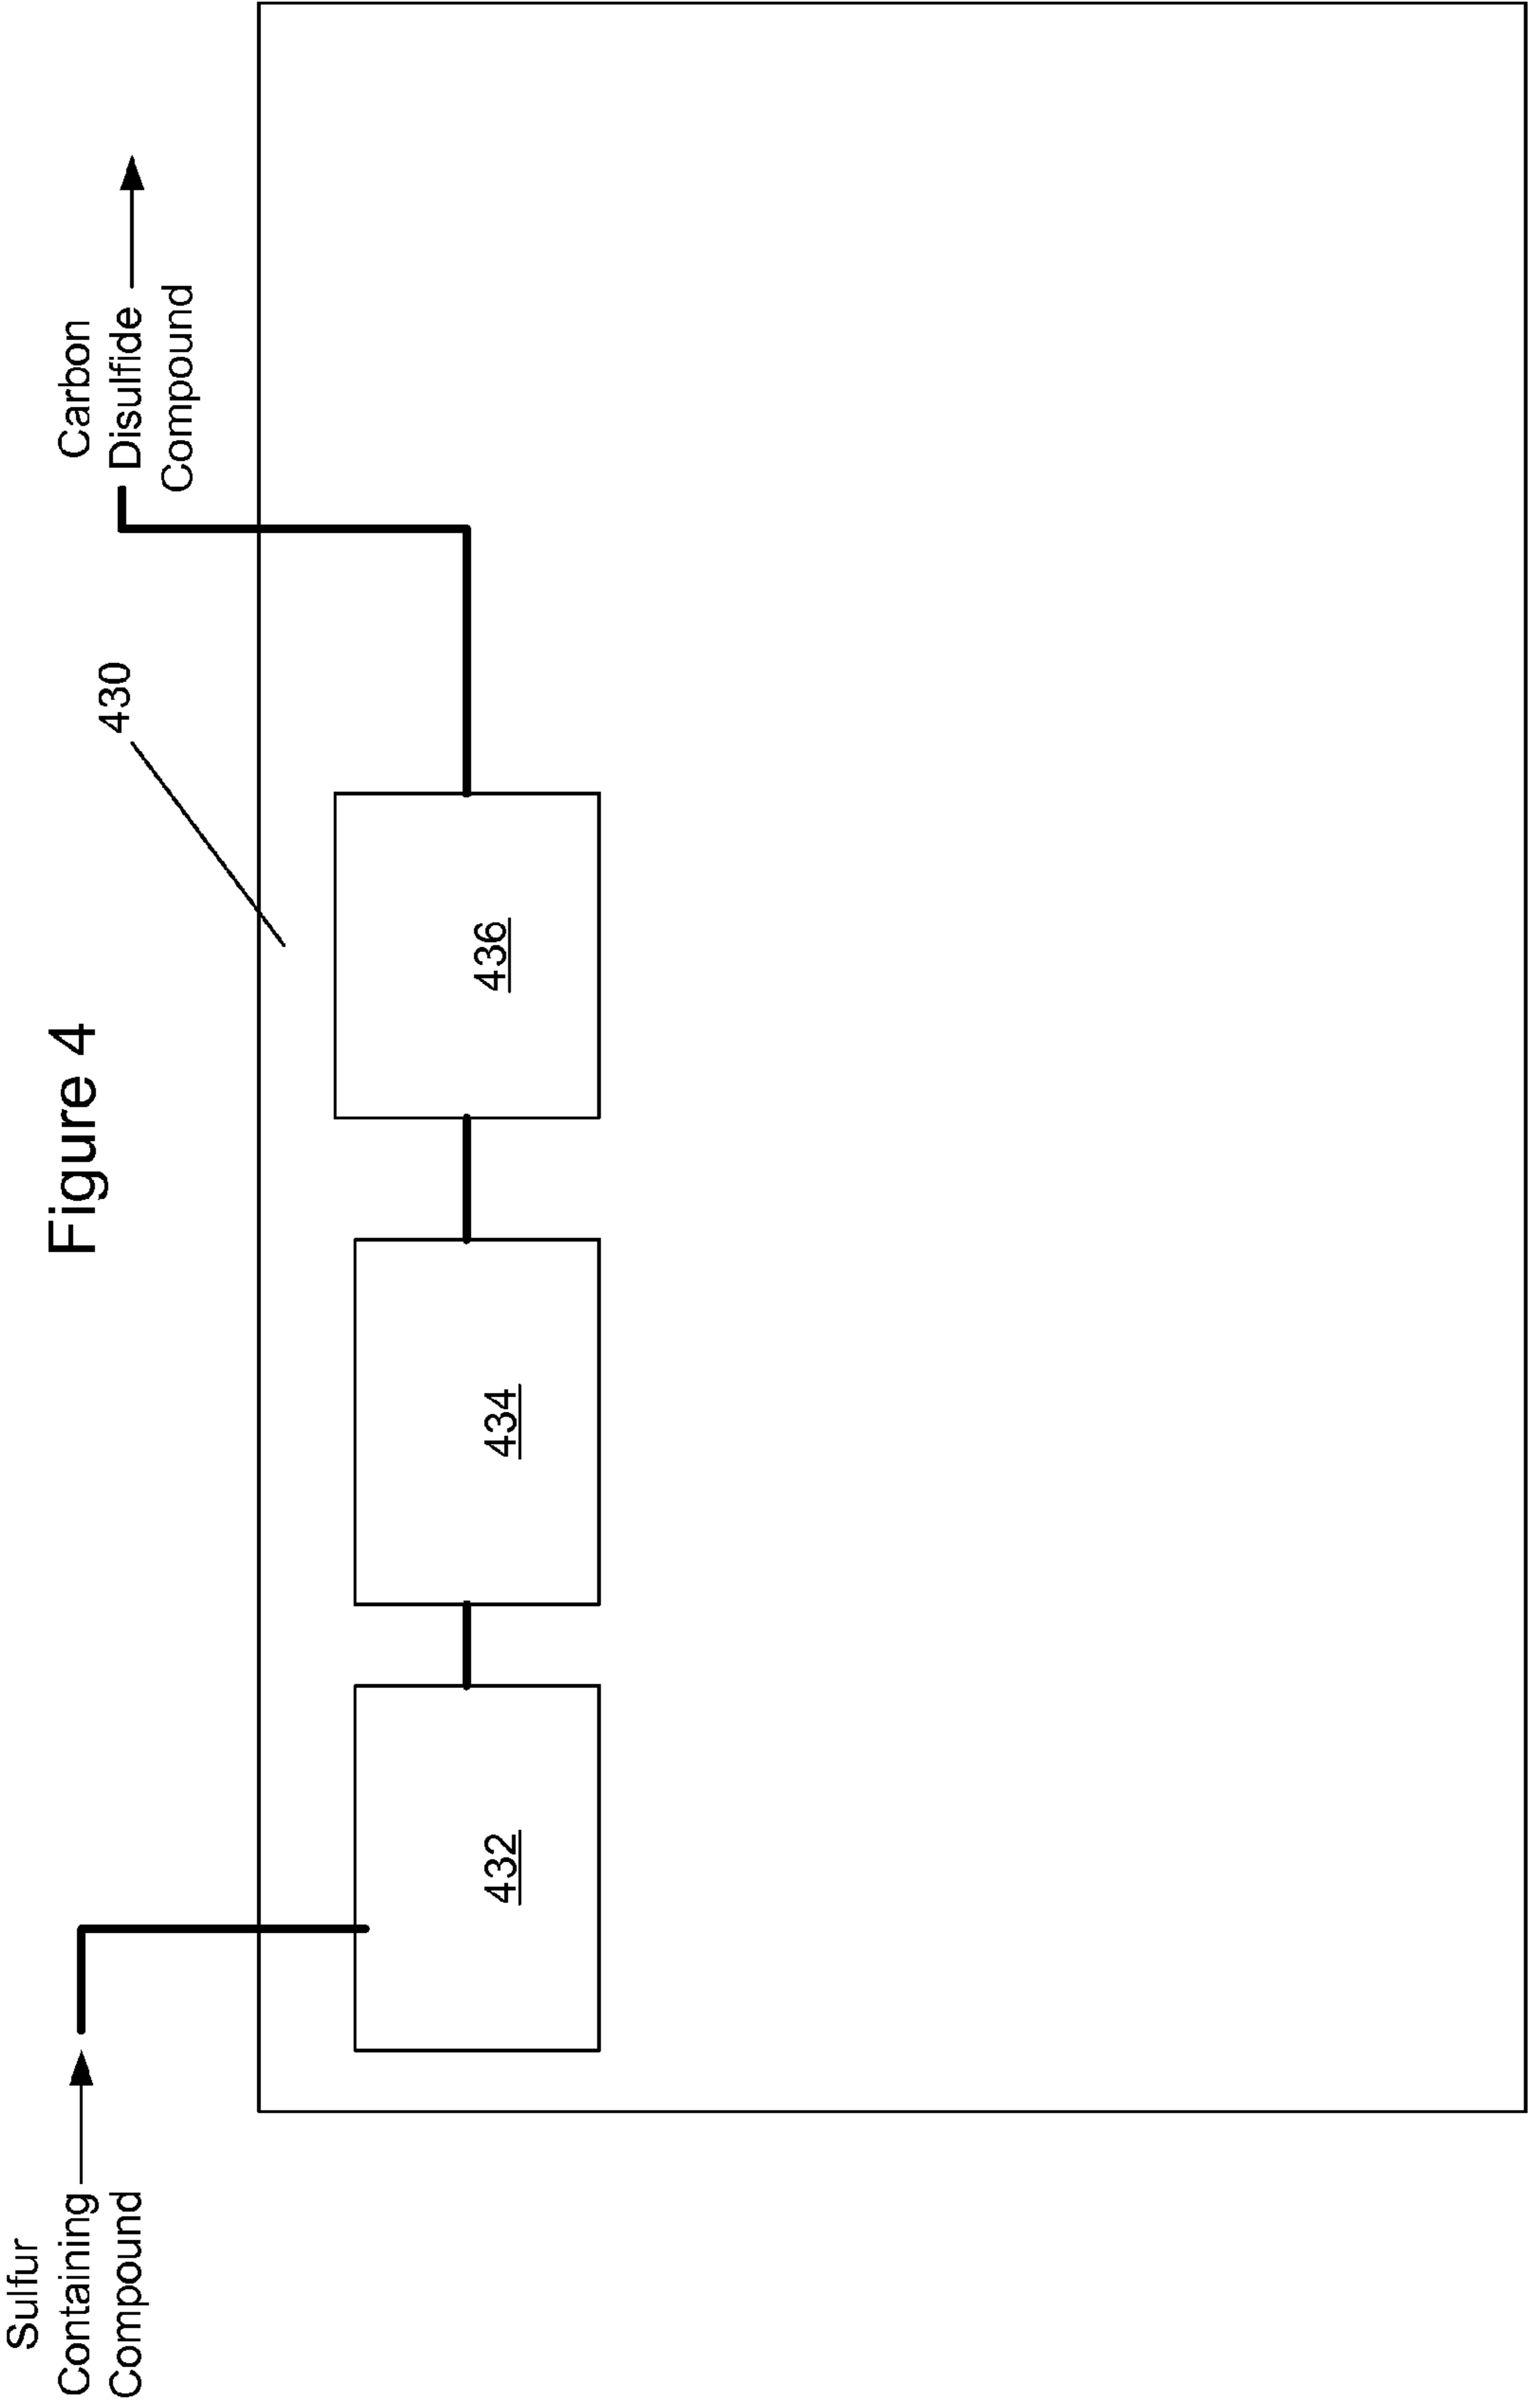 Figure 4
Sulfur
Containing
Compound
430
Carbon
Disulfide
Compound
432
434
436